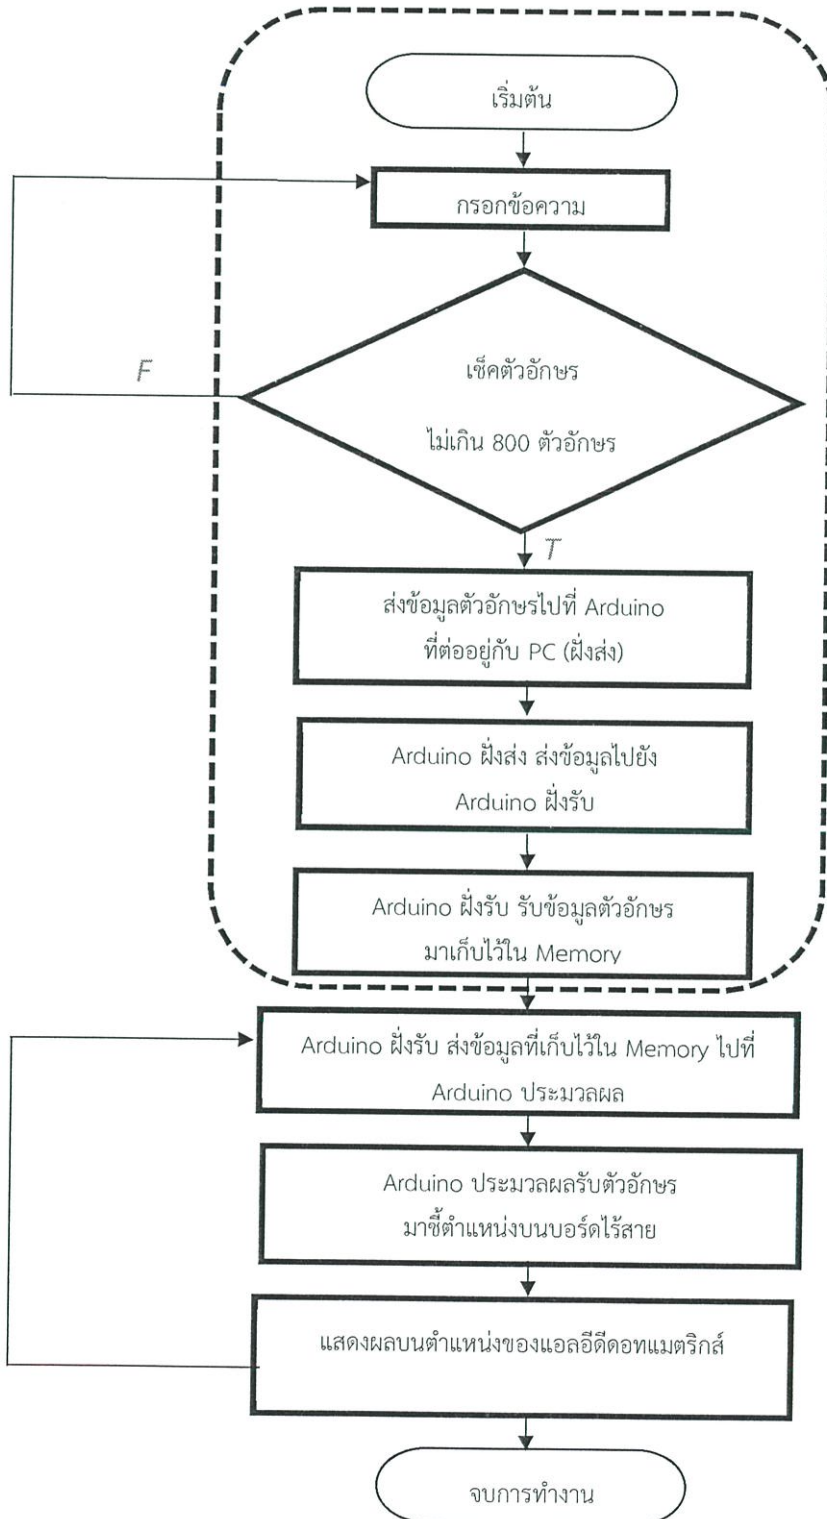 เริ่มต้น
กรอกข้อความ
F
เช็คตัวอักษร
ไม่เกิน 800 ตัวอักษร
T
ส่งข้อมูลตัวอักษรไปที่ Arduino
ที่ต่ออยู่กับ PC (ฝั่งส่ง)
Arduino ฝั่งส่ง ส่งข้อมูลไปยัง
Arduino ฝั่งรับ
Arduino ฝั่งรับ รับข้อมูลตัวอักษร
มาเก็บไว้ใน Memory
Arduino ฝั่งรับ ส่งข้อมูลที่เก็บไว้ใน Memory ไปที่
Arduino ประมวลผล
Arduino ประมวลผลรับตัวอักษร
มาชี้ตำแหน่งบนบอร์ดไร้สาย
แสดงผลบนตำแหน่งของแอลอีดีดอทแมตริกส์
จบการทำงาน